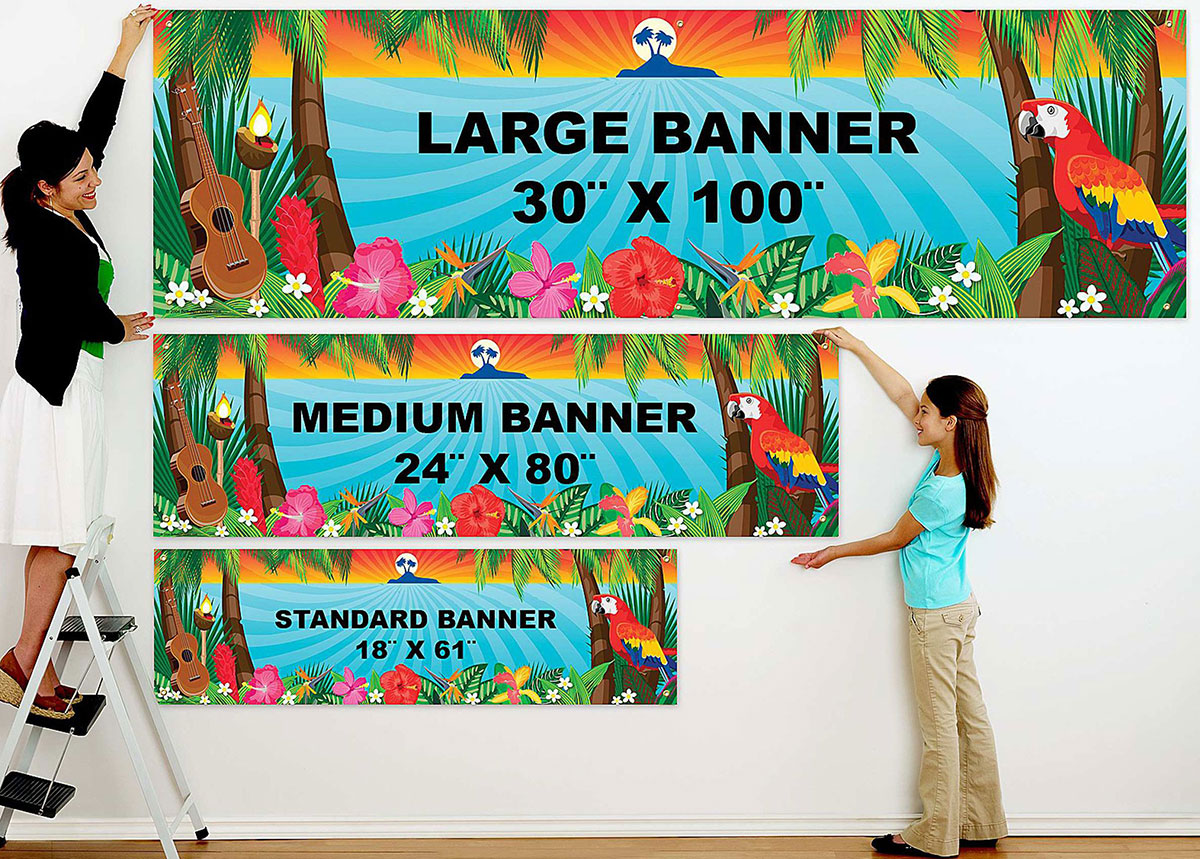 LARGE BANNER
30¨ X 100¨
MEDIUM BANNER
24¨ X 80¨
STANDARD BANNER
18¨ X 61¨